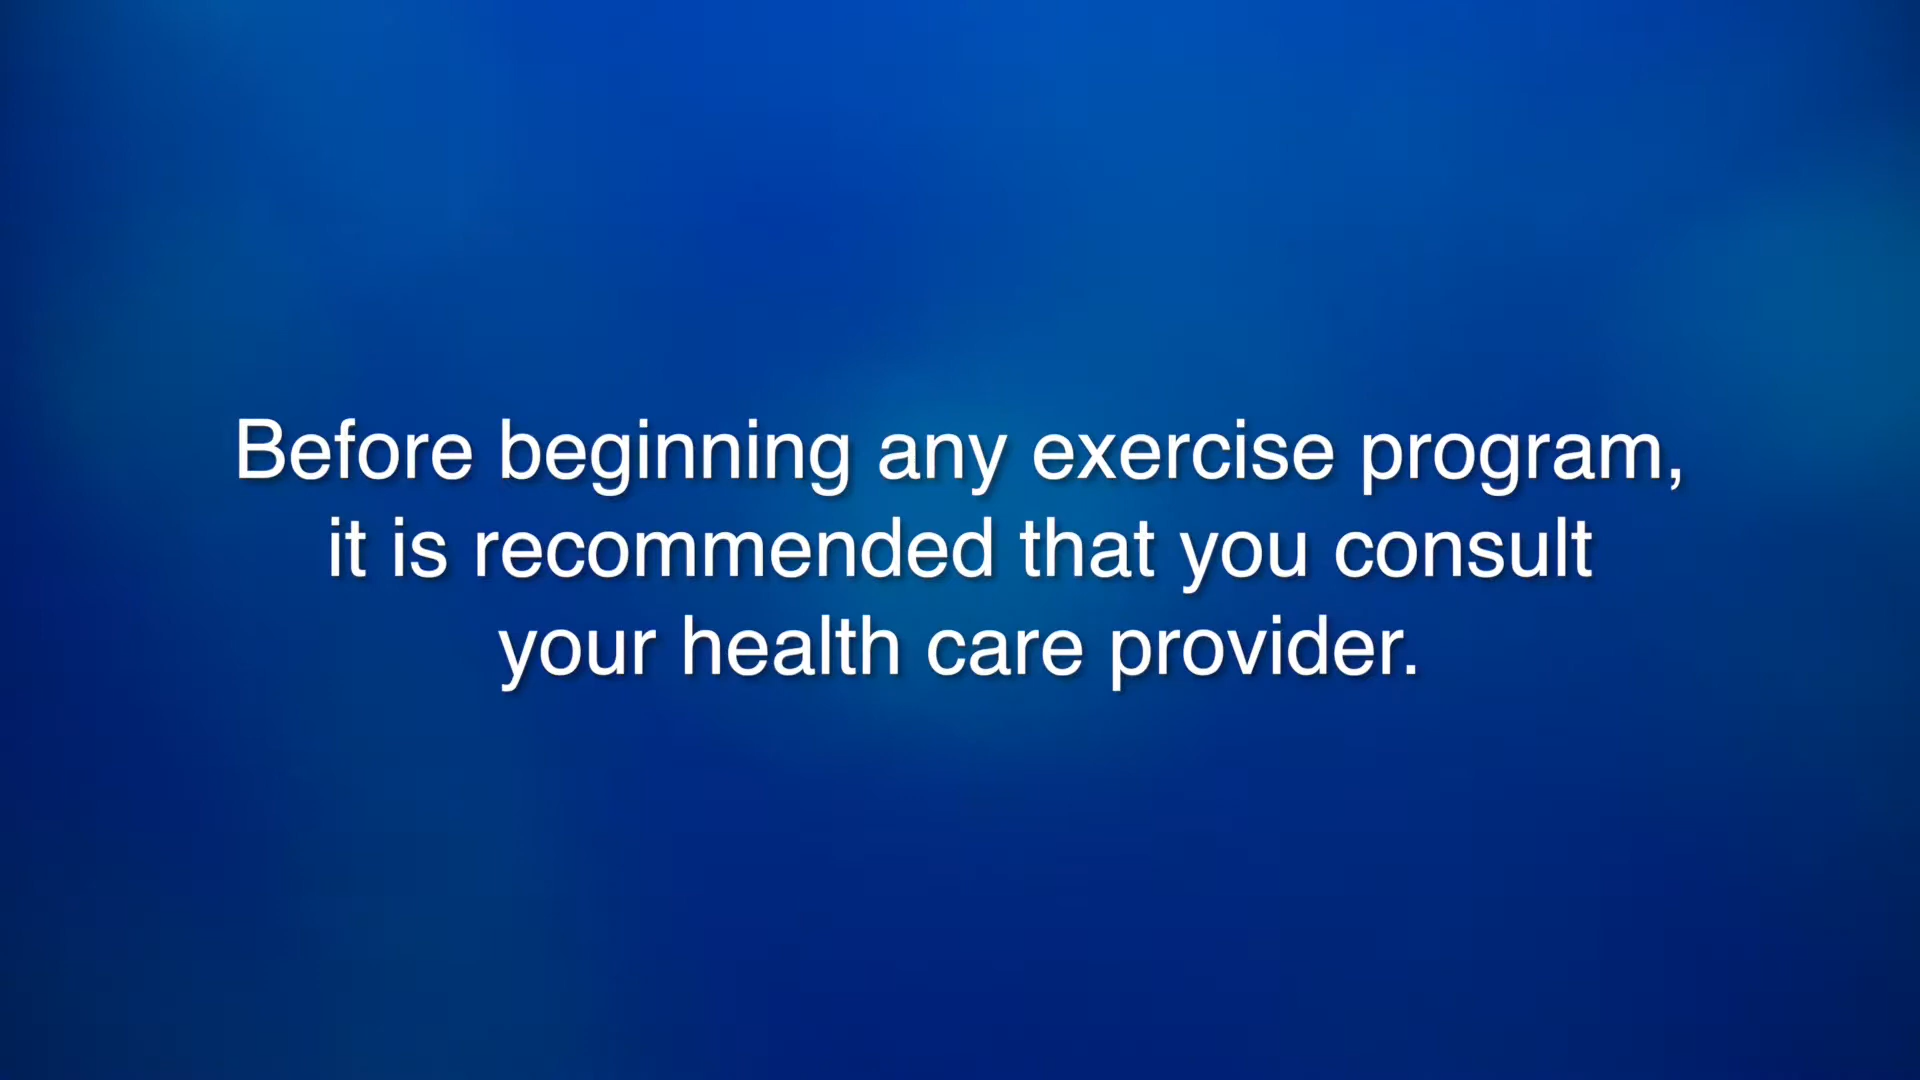 Before beginning any exercise program,
it is recommended that you consult
your health care provider.